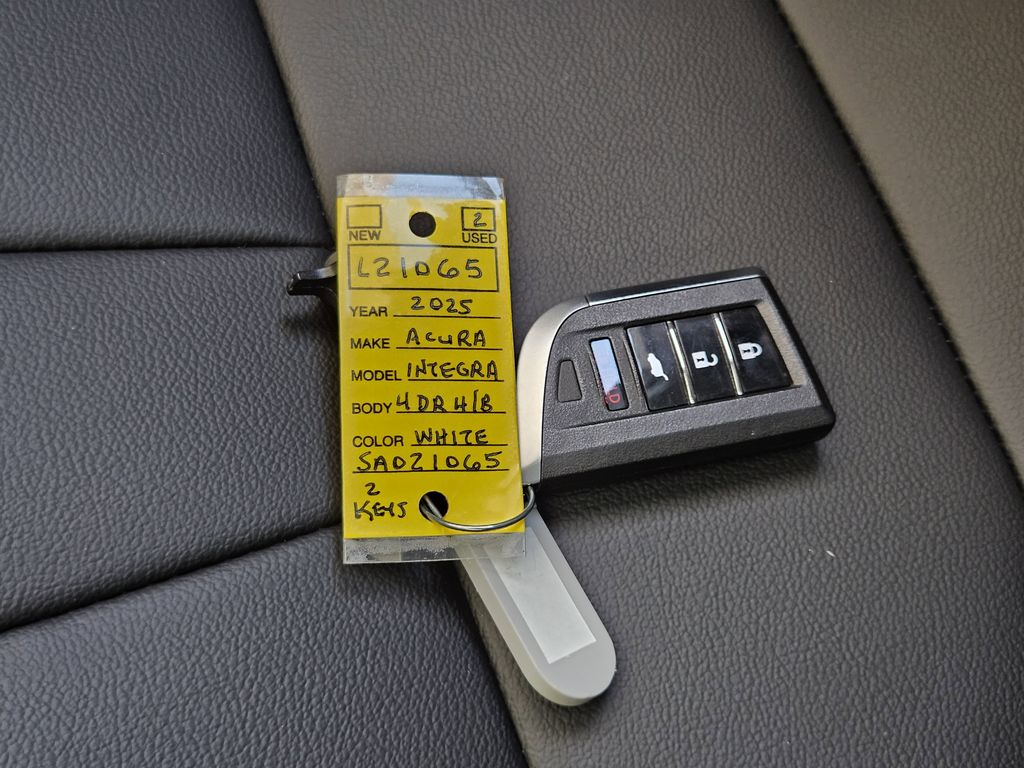 2
NEW USED
L21065
YEAR 2025
MAKE ACURA
MODEL INTEGRA
BODY 4DR H/B
COLOR WHITE
SA021065
2
KEYS